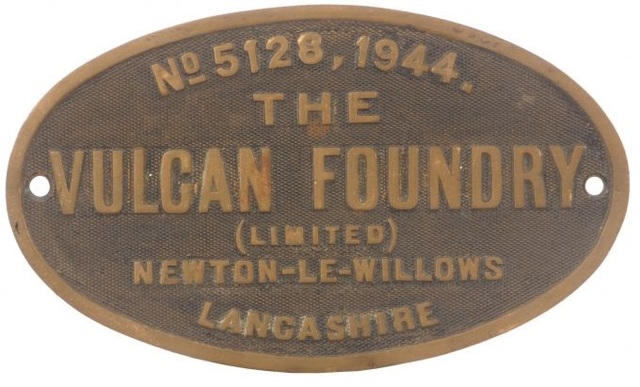 No 5128, 1944.
THE
VULCAN FOUNDRY
(LIMITED)
NEWTON-LE-WILLOWS
LANCASHIRE